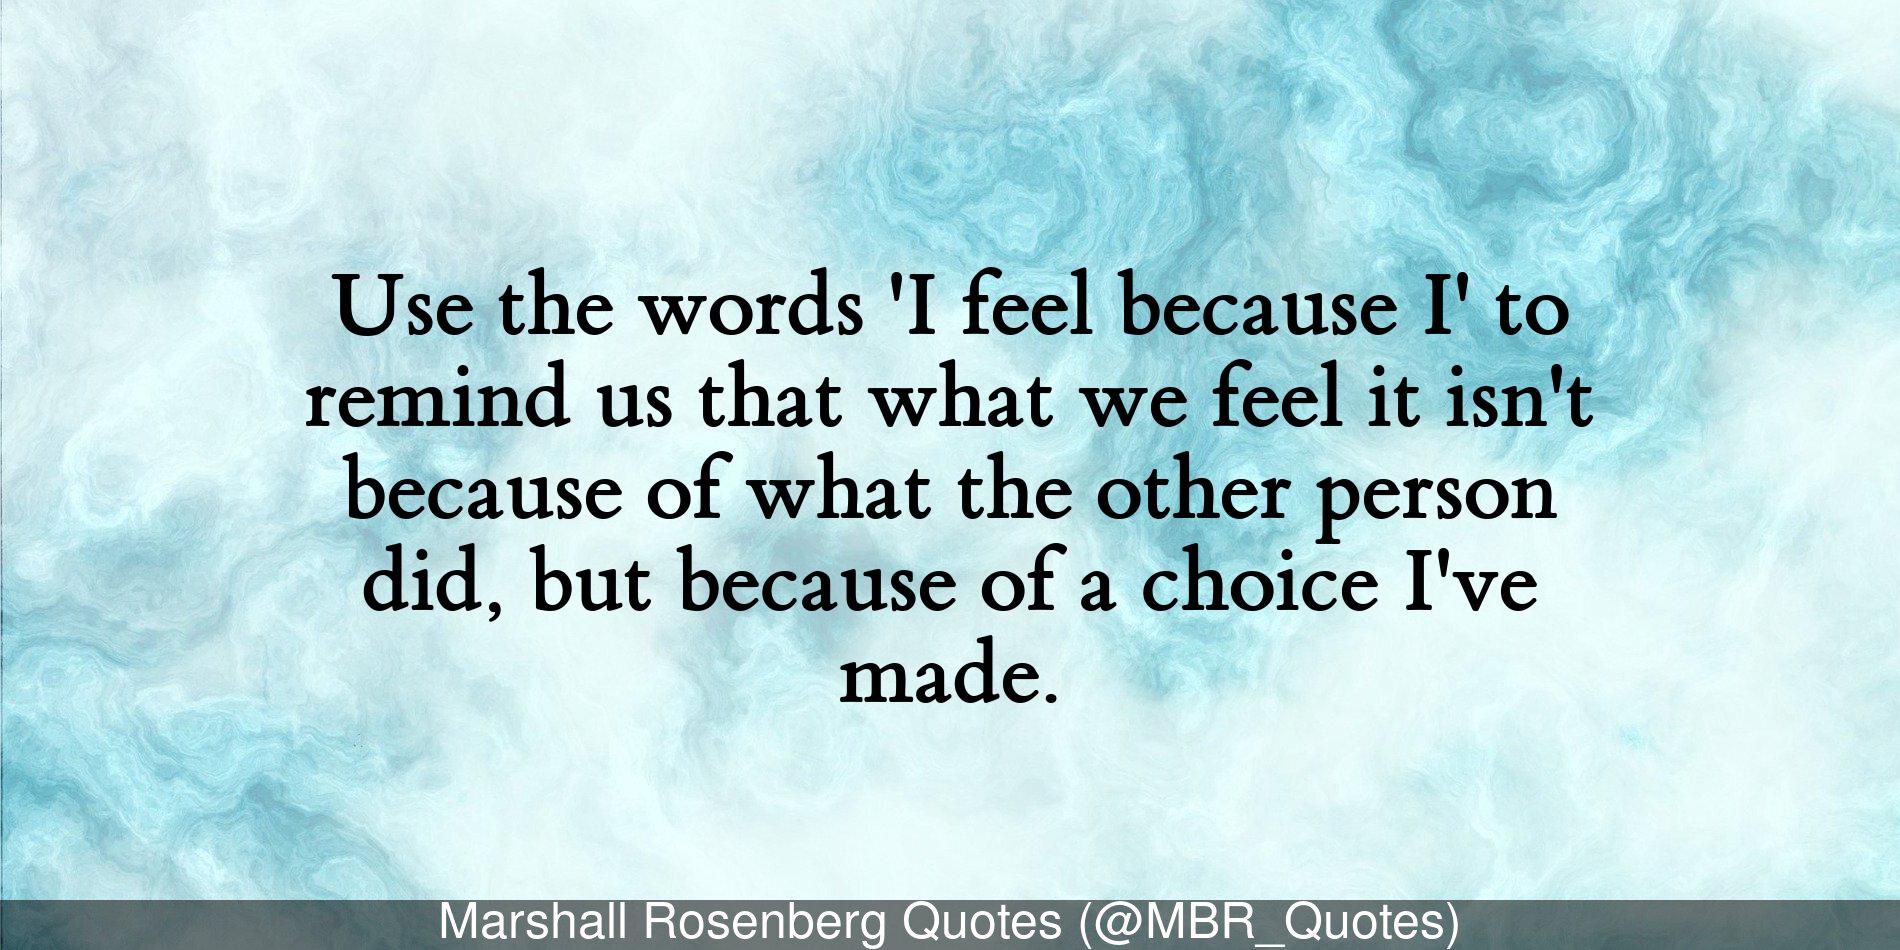 Use the words 'I feel because I' to
remind us that what we feel it isn't
because of what the other person
did, but because of a choice I've
made.
Marshall Rosenberg Quotes (@MBR_Quotes)